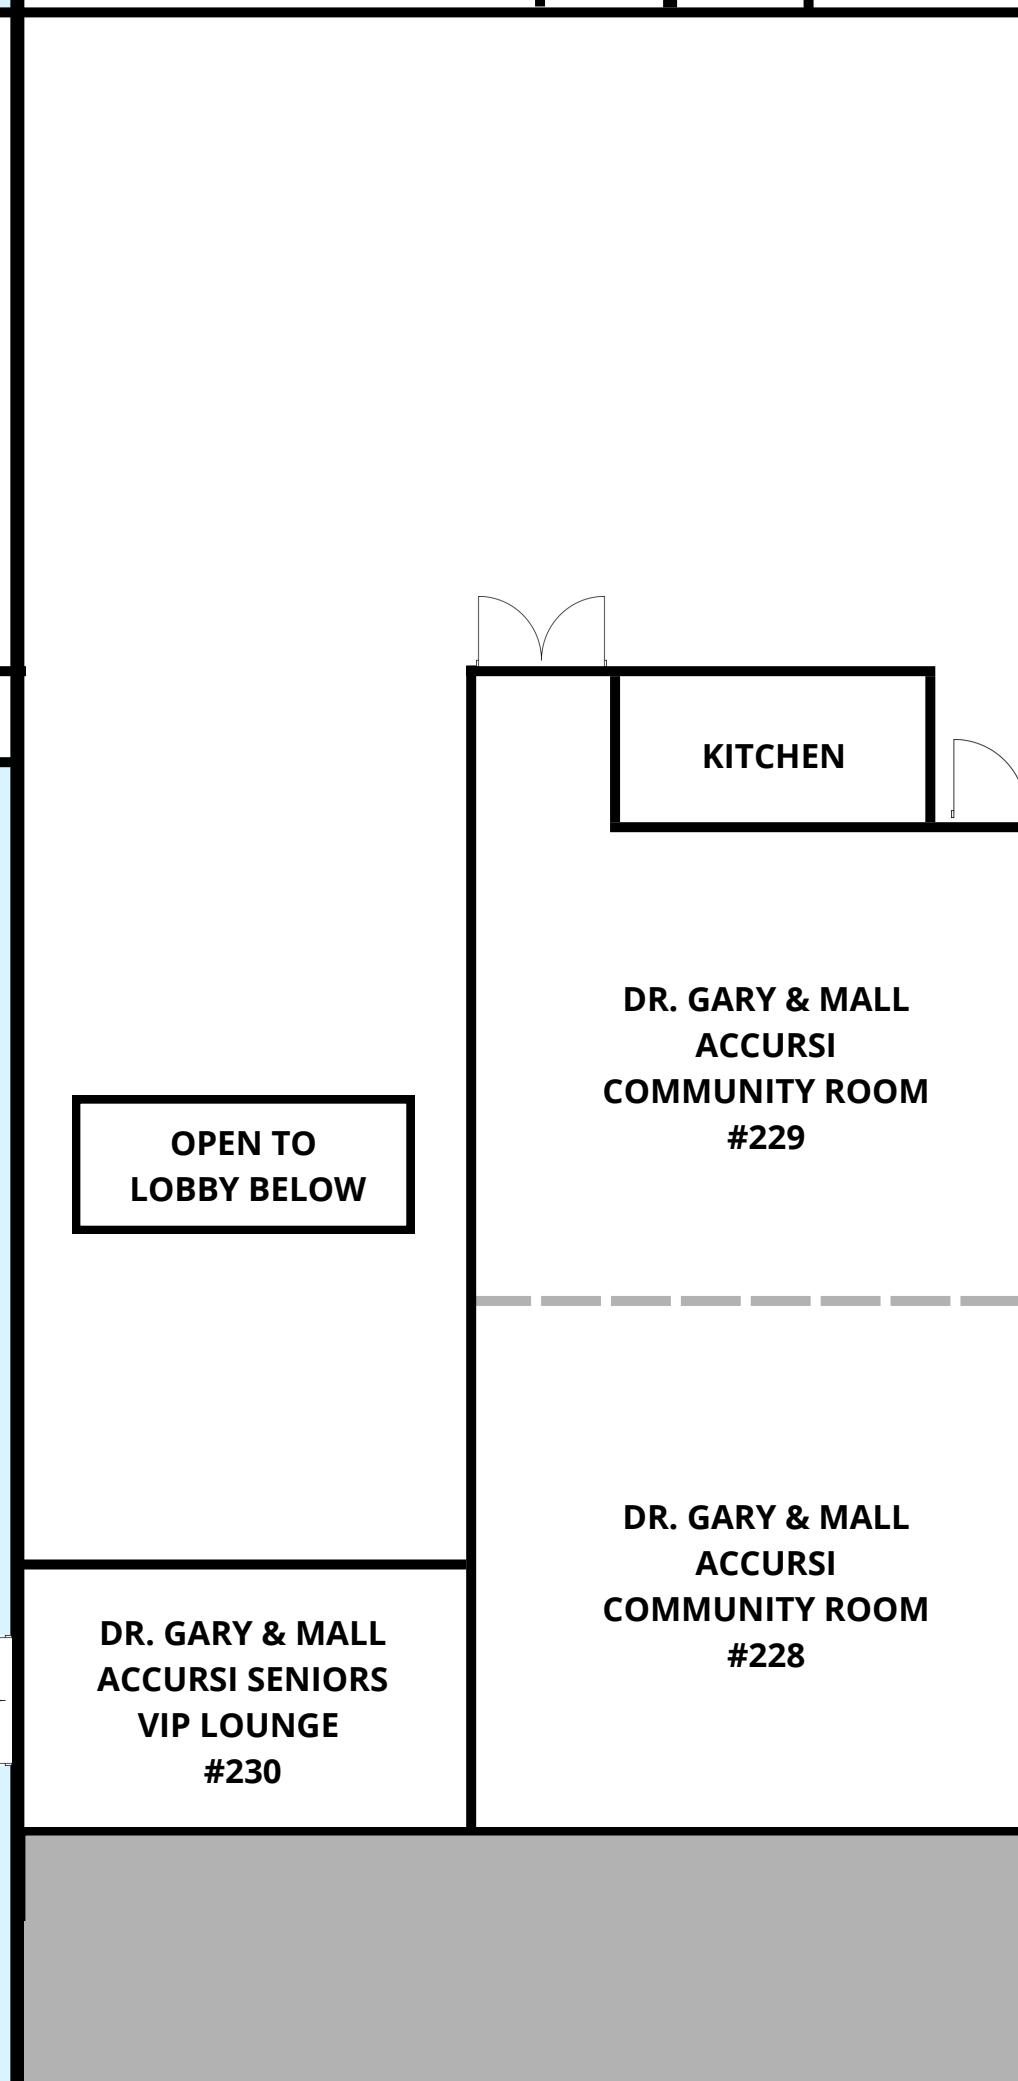 KITCHEN
DR. GARY & MALL
ACCURSI
COMMUNITY ROOM
#229
OPEN TO
LOBBY BELOW
DR. GARY & MALL
ACCURSI
COMMUNITY ROOM
#228
DR. GARY & MALL
ACCURSI SENIORS
VIP LOUNGE
#230